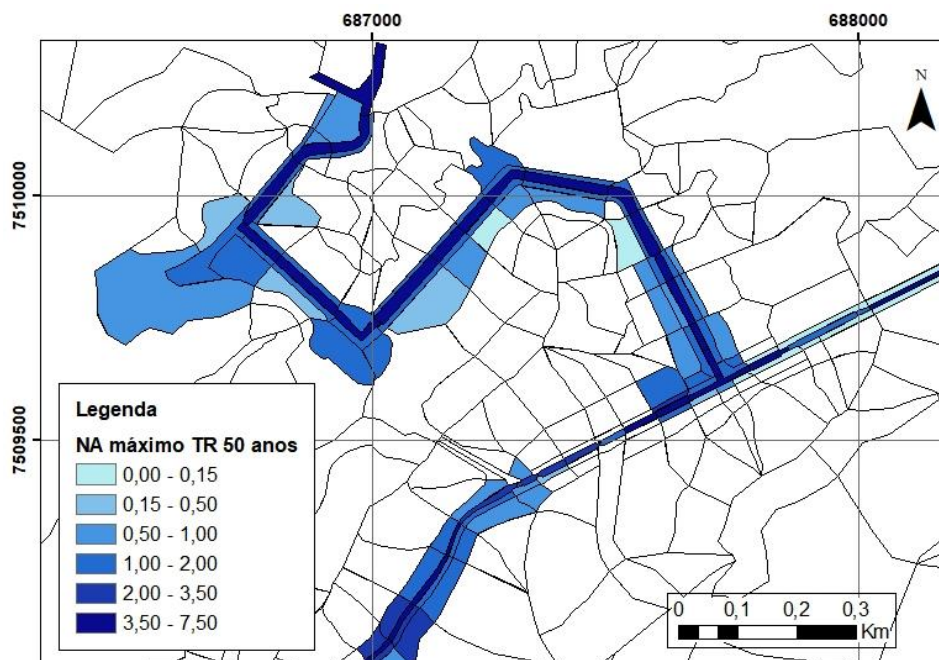 687000
688000
N
7510000
7509500
Legenda
NA máximo TR 50 anos
0,00 - 0,15
0,15 - 0,50
0,50 - 1,00
1,00 - 2,00
2,00 - 3,50
3,50 - 7,50
0 0,1 0,2 0,3
Km